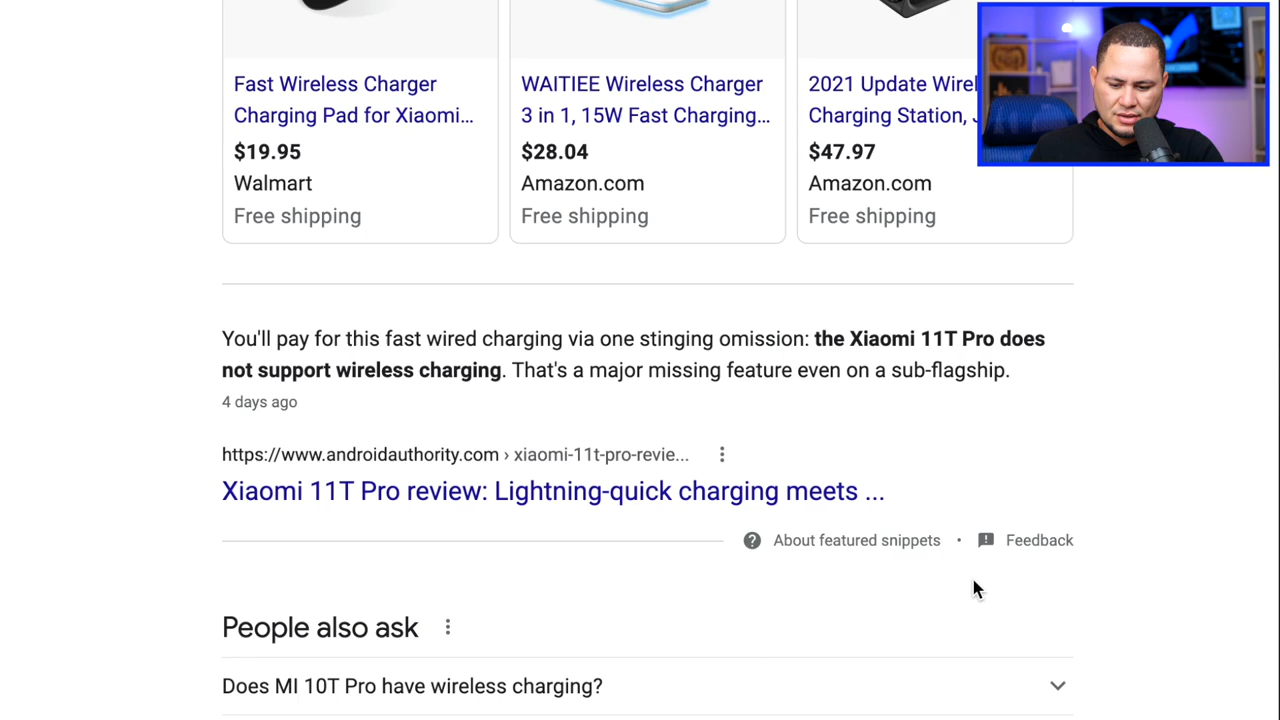 Fast Wireless Charger
Charging Pad for Xiaomi...
$19.95
Walmart
Free shipping
WAITIEE Wireless Charger
3 in 1, 15W Fast Charging...
$28.04
Amazon.com
Free shipping
2021 Update Wirel
Charging Station, J
$47.97
Amazon.com
Free shipping
You'll pay for this fast wired charging via one stinging omission: the Xiaomi 11T Pro does
not support wireless charging. That's a major missing feature even on a sub-flagship.
4 days ago
https://www.androidauthority.com › xiaomi-11t-pro-revie...
Xiaomi 11T Pro review: Lightning-quick charging meets ...
About featured snippets • Feedback
People also ask
Does MI 10T Pro have wireless charging?